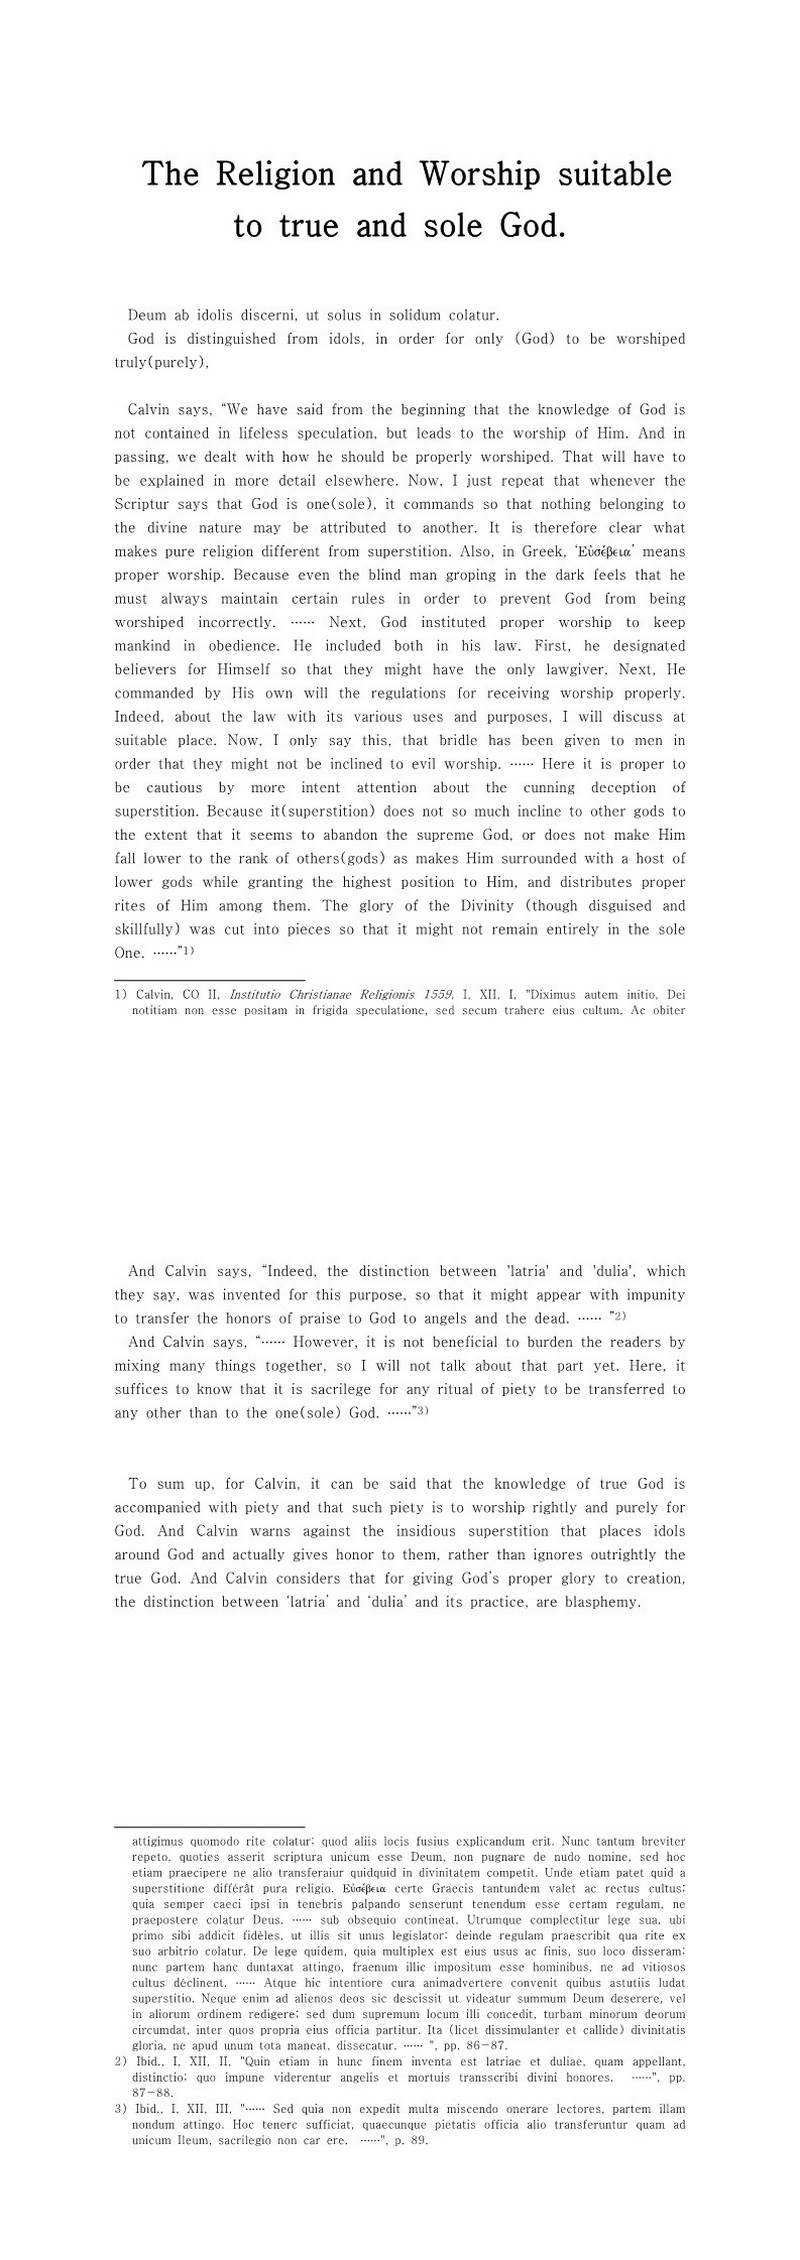 The Religion and Worship suitable
to true and sole God.
Deum ab idolis discerni, ut solus in solidum colatur.
God is distinguished from idols, in order for only (God) to be worshiped
truly(purely),
Calvin says, “We have said from the beginning that the knowledge of God is
not contained in lifeless speculation, but leads to the worship of Him. And in
passing, we dealt with how he should be properly worshiped. That will have to
be explained in more detail elsewhere. Now, I just repeat that whenever the
Scriptur says that God is one(sole), it commands so that nothing belonging to
the divine nature may be attributed to another. It is therefore clear what
makes pure religion different from superstition. Also, in Greek, ‘Εὐσέβεια’ means
proper worship. Because even the blind man groping in the dark feels that he
must always maintain certain rules in order to prevent God from being
worshiped incorrectly. ⋯⋯ Next, God instituted proper worship to keep
mankind in obedience. He included both in his law. First, he designated
believers for Himself so that they might have the only lawgiver. Next, He
commanded by His own will the regulations for receiving worship properly.
Indeed, about the law with its various uses and purposes, I will discuss at
suitable place. Now, I only say this, that bridle has been given to men in
order that they might not be inclined to evil worship. ⋯⋯ Here it is proper to
be cautious by more intent attention about the cunning deception of
superstition. Because it(superstition) does not so much incline to other gods to
the extent that it seems to abandon the supreme God, or does not make Him
fall lower to the rank of others(gods) as makes Him surrounded with a host of
lower gods while granting the highest position to Him, and distributes proper
rites of Him among them. The glory of the Divinity (though disguised and
skillfully) was cut into pieces so that it might not remain entirely in the sole
One. ⋯⋯”1)
1) Calvin, CO II, Institutio Christianae Religionis 1559, I, XII, I, "Diximus autem initio, Dei
notitiam non esse positam in frigida speculatione, sed secum trahere eius cultum. Ac obiter
And Calvin says, “Indeed, the distinction between 'latria' and 'dulia', which
they say, was invented for this purpose, so that it might appear with impunity
to transfer the honors of praise to God to angels and the dead. ⋯⋯ ”2)
And Calvin says, “⋯⋯ However, it is not beneficial to burden the readers by
mixing many things together, so I will not talk about that part yet. Here, it
suffices to know that it is sacrilege for any ritual of piety to be transferred to
any other than to the one(sole) God. ⋯⋯”3)
To sum up, for Calvin, it can be said that the knowledge of true God is
accompanied with piety and that such piety is to worship rightly and purely for
God. And Calvin warns against the insidious superstition that places idols
around God and actually gives honor to them, rather than ignores outrightly the
true God. And Calvin considers that for giving God’s proper glory to creation,
the distinction between ‘latria’ and ‘dulia’ and its practice, are blasphemy.
attigimus quomodo rite colatur; quod aliis locis fusius explicandum erit. Nunc tantum breviter
repeto, quoties asserit scriptura unicum esse Deum, non pugnare de nudo nomine, sed hoc
etiam praecipere ne alio transferaiur quidquid in divinitatem competit. Unde etiam patet quid a
superstitione différât pura religio. Εὐσέβεια certe Graecis tantundem valet ac rectus cultus;
quia semper caeci ipsi in tenebris palpando senserunt tenendum esse certam regulam, ne
praepostere colatur Deus. ⋯⋯ sub obsequio contineat. Utrumque complectitur lege sua, ubi
primo sibi addicit fidèles, ut illis sit unus legislator; deinde regulam praescribit qua rite ex
suo arbitrio colatur. De lege quidem, quia multiplex est eius usus ac finis, suo loco disseram;
nunc partem hanc duntaxat attingo, fraenum illic impositum esse hominibus, ne ad vitiosos
cultus déclinent. ⋯⋯ Atque hic intentiore cura animadvertere convenit quibus astutiis ludat
superstitio. Neque enim ad alienos deos sic descissit ut videatur summum Deum deserere, vel
in aliorum ordinem redigere; sed dum supremum locum illi concedit, turbam minorum deorum
circumdat, inter quos propria eius officia partitur. Ita (licet dissimulanter et callide) divinitatis
gloria, ne apud unum tota maneat, dissecatur. ⋯⋯ ", pp. 86-87.
2) Ibid., I, XII, II, "Quin etiam in hunc finem inventa est latriae et duliae, quam appellant,
distinctio; quo impune viderentur angelis et mortuis transscribi divini honores. ⋯⋯", pp.
87-88.
3) Ibid., I, XII, III, "⋯⋯ Sed quia non expedit multa miscendo onerare lectores, partem illam
nondum attingo. Hoc tenerc sufficiat, quaecunque pietatis officia alio transferuntur quam ad
unicum Ileum, sacrilegio non car ere. ⋯⋯", p. 89.